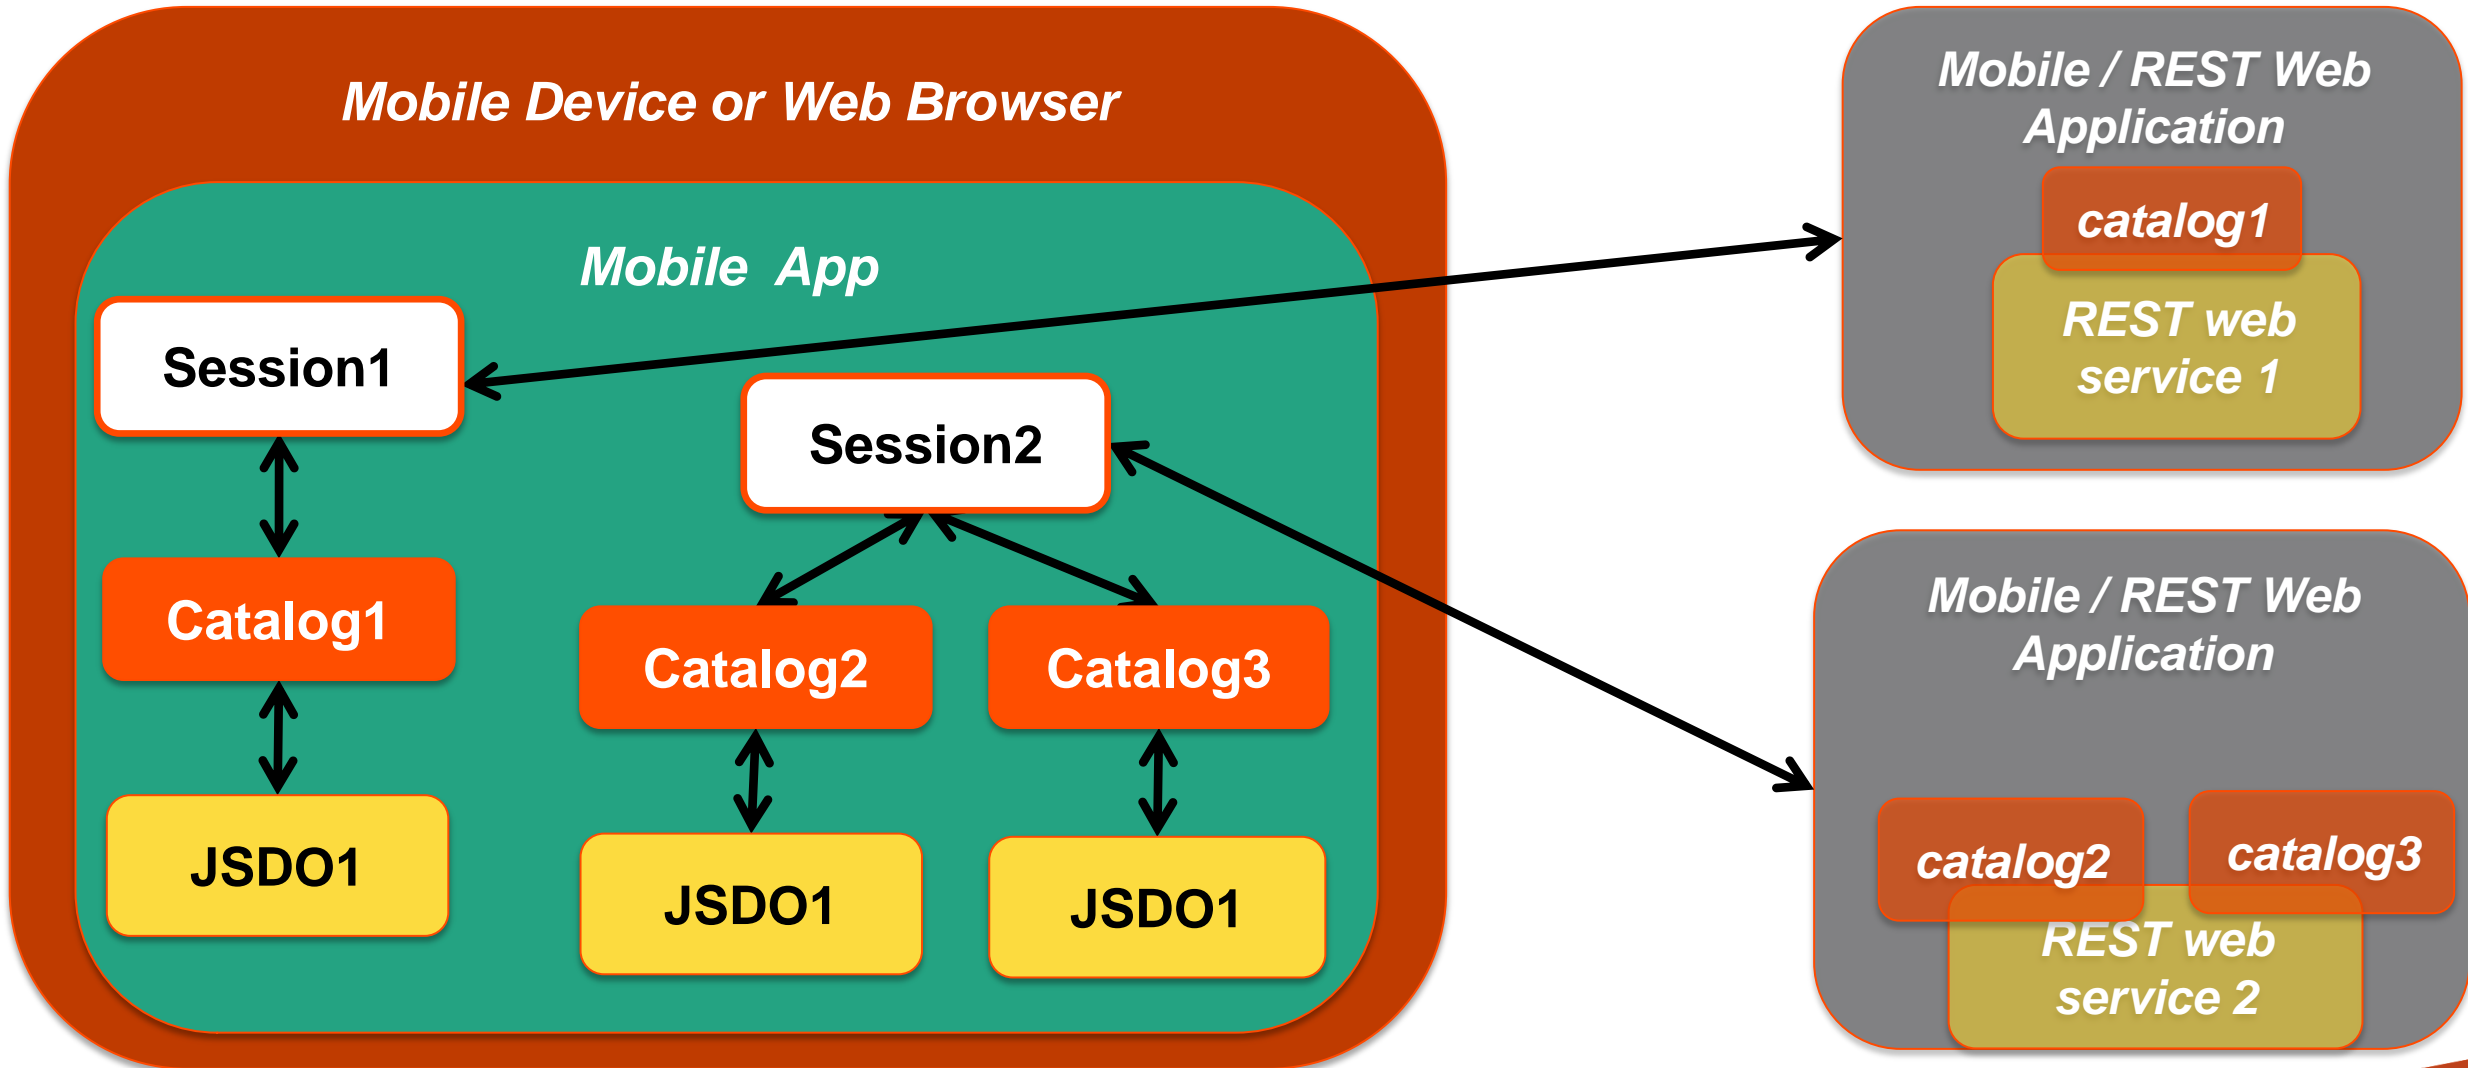 Mobile Device or Web Browser
Mobile App
Session1
Session2
Catalog1
Catalog2
Catalog3
JSDO1
JSDO1
JSDO1
Mobile / REST Web
Application
catalog1
REST web
service 1
Mobile / REST Web
Application
catalog2
catalog3
REST web
service 2